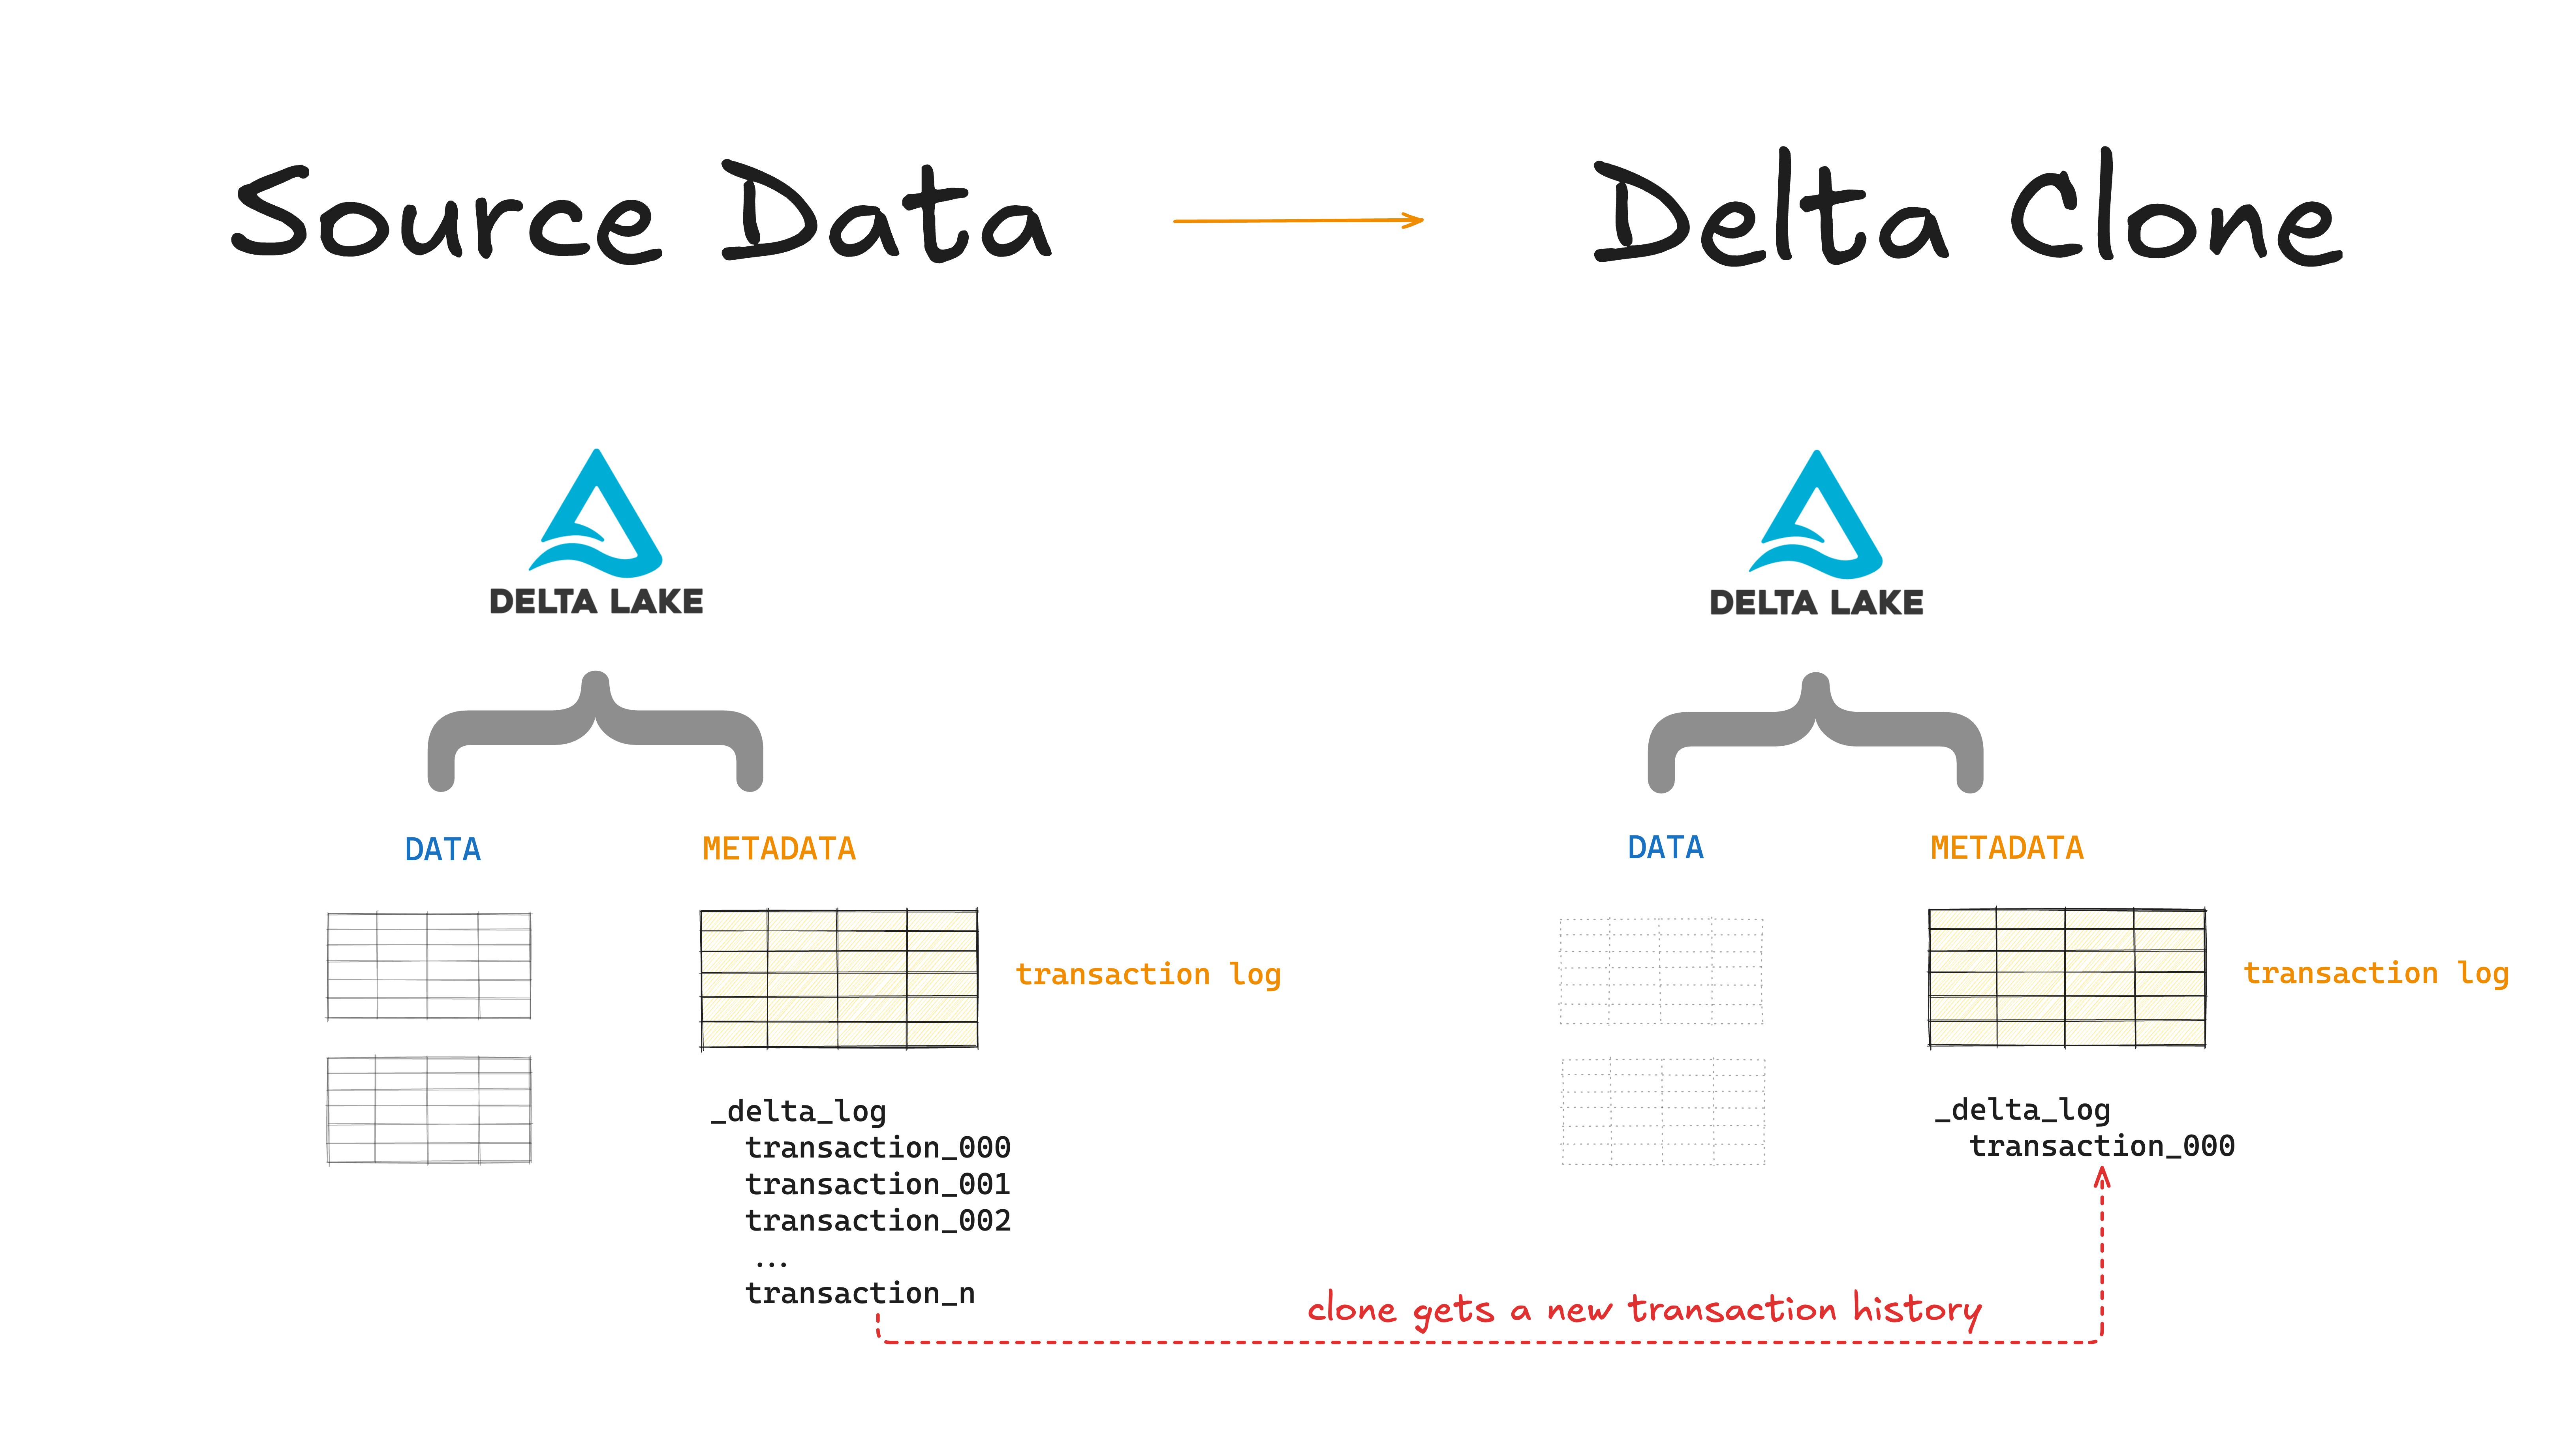 Source Data
Delta Clone
DELTA LAKE
DATA
METADATA
transaction log
_delta_log
transaction_000
transaction_001
transaction_002
...
transaction_n
DELTA LAKE
DATA
METADATA
transaction log
_delta_log
transaction_000
clone gets a new transaction history